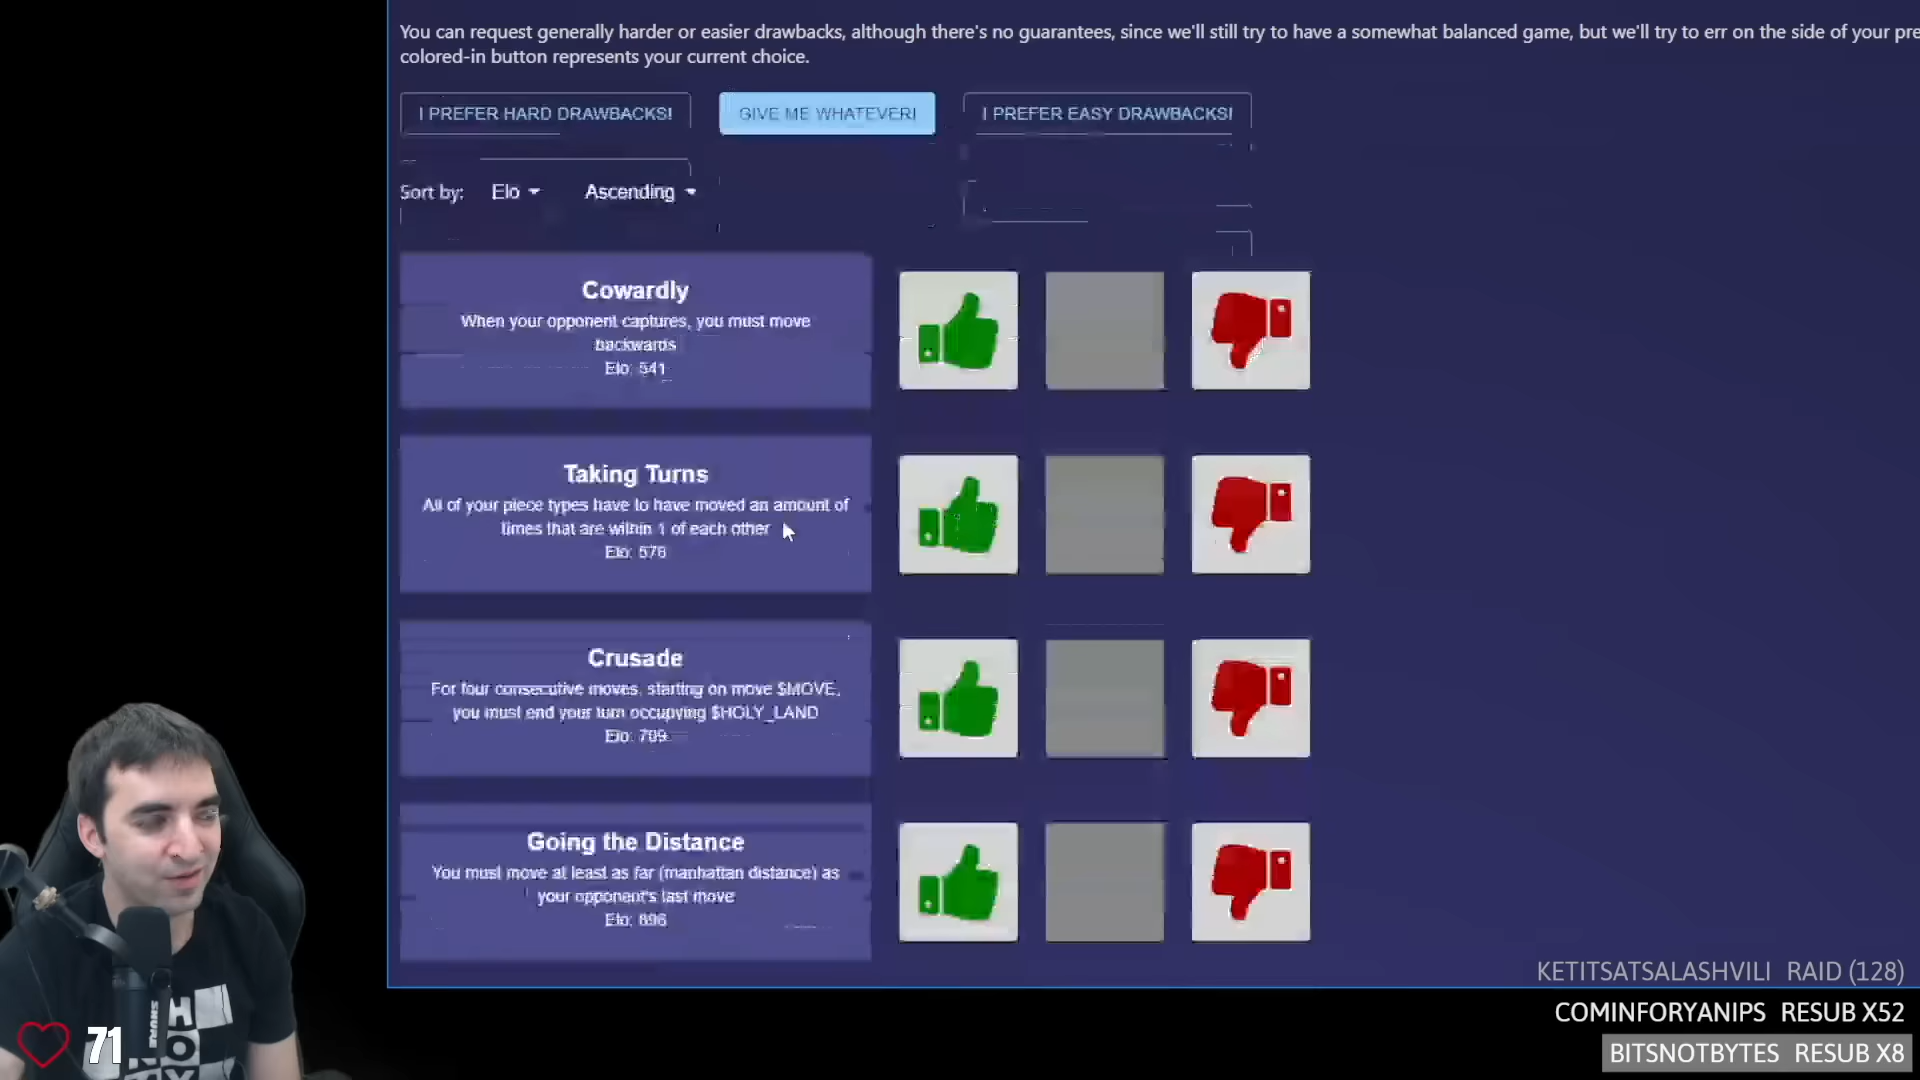 You can request generally harder or easier drawbacks, although there's no guarantees, since we'll still try to have a somewhat balanced game, but we'll try to err on the side of your pre
colored-in button represents your current choice.
I PREFER HARD DRAWBACKS!
GIVE ME WHATEVER!
I PREFER EASY DRAWBACKS!
Sort by: Elo Ascending
Cowardly
When your opponent captures, you must move
backwards
Elo: 541
Taking Turns
All of your piece types have to have moved an amount of
times that are within 1 of each other
Elo: 576
Crusade
For four consecutive moves, starting on move $MOVE,
you must end your turn occupying $HOLY_LAND
Elo: 709
Going the Distance
You must move at least as far (manhattan distance) as
your opponent's last move
Elo:
KETITSATSALASHVILI RAID (128)
COMINFORYANIPS RESUB X52
BITSNOTBYTES RESUB X8
71